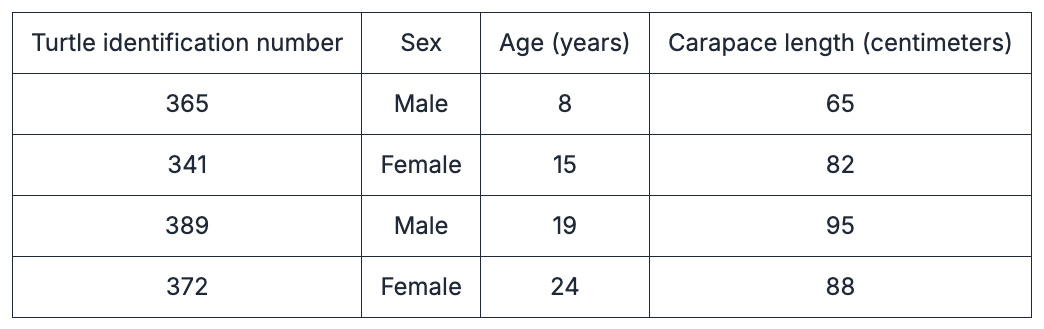 Turtle identification number Sex Age (years) Carapace length (centimeters)
365 Male 8 65
341 Female 15 82
389 Male 19 95
372 Female 24 88